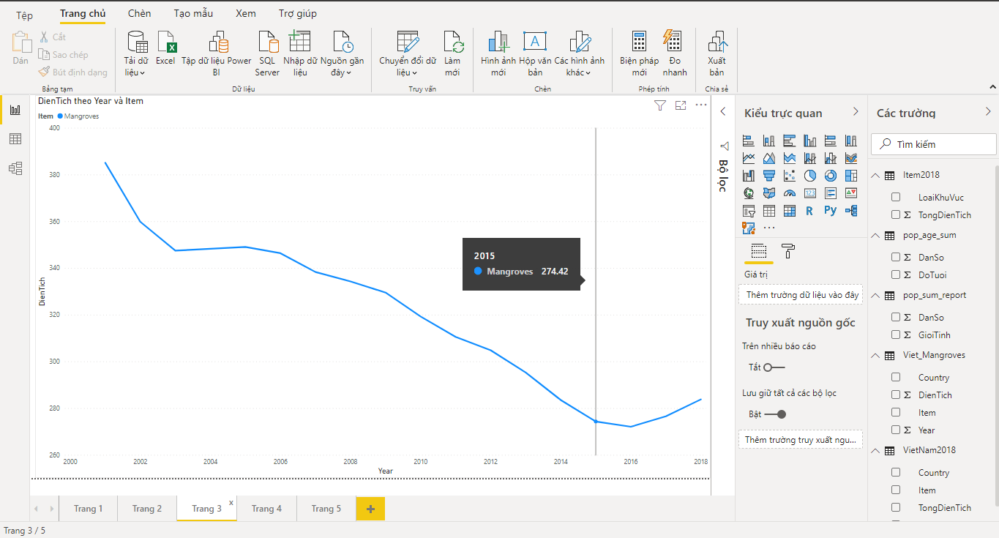 Tệp
Trang chủ
Chèn
Tạo mẫu
Xem
Trợ giúp
Dán
Cắt
Sao chép
Bút định dạng
Bảng tạm
Tải dữ
liệu
Excel
Tập dữ liệu Power
BI
SQL
Server
Nhập dữ
liệu
Nguồn gần
đây
Dữ liệu
Chuyển đổi dữ
liệu
Làm
mới
Truy vấn
Hình ảnh
mới
Hộp văn
bản
Các hình ảnh
khác
Chèn
Biện pháp
mới
Đo
nhanh
Phép tính
Xuất
bản
Chia sẻ
DienTich theo Year và Item
Item Mangroves
400
380
360
340
320
300
280
260
DienTich
2000
2002
2004
2006
2008
2010
2012
2014
2016
2018
Year
2015
Mangroves 274.42
Bộ lọc
Kiểu trực quan
123
R
Py
Giá trị
Thêm trường dữ liệu vào đây
Truy xuất nguồn gốc
Trên nhiều báo cáo
Tắt
Lưu giữ tất cả các bộ lọc
Bật
Thêm trường truy xuất ngu...
Các trường
Tìm kiếm
Item2018
LoaiKhuVuc
Σ TongDienTich
pop_age_sum
Σ DanSo
Σ DoTuoi
pop_sum_report
Σ DanSo
Σ GioiTinh
Viet_Mangroves
Country
Σ DienTich
Item
Σ Year
VietNam2018
Country
Item
TongDienTich
Trang 1
Trang 2
Trang 3
x
Trang 4
Trang 5
+
Trang 3 / 5